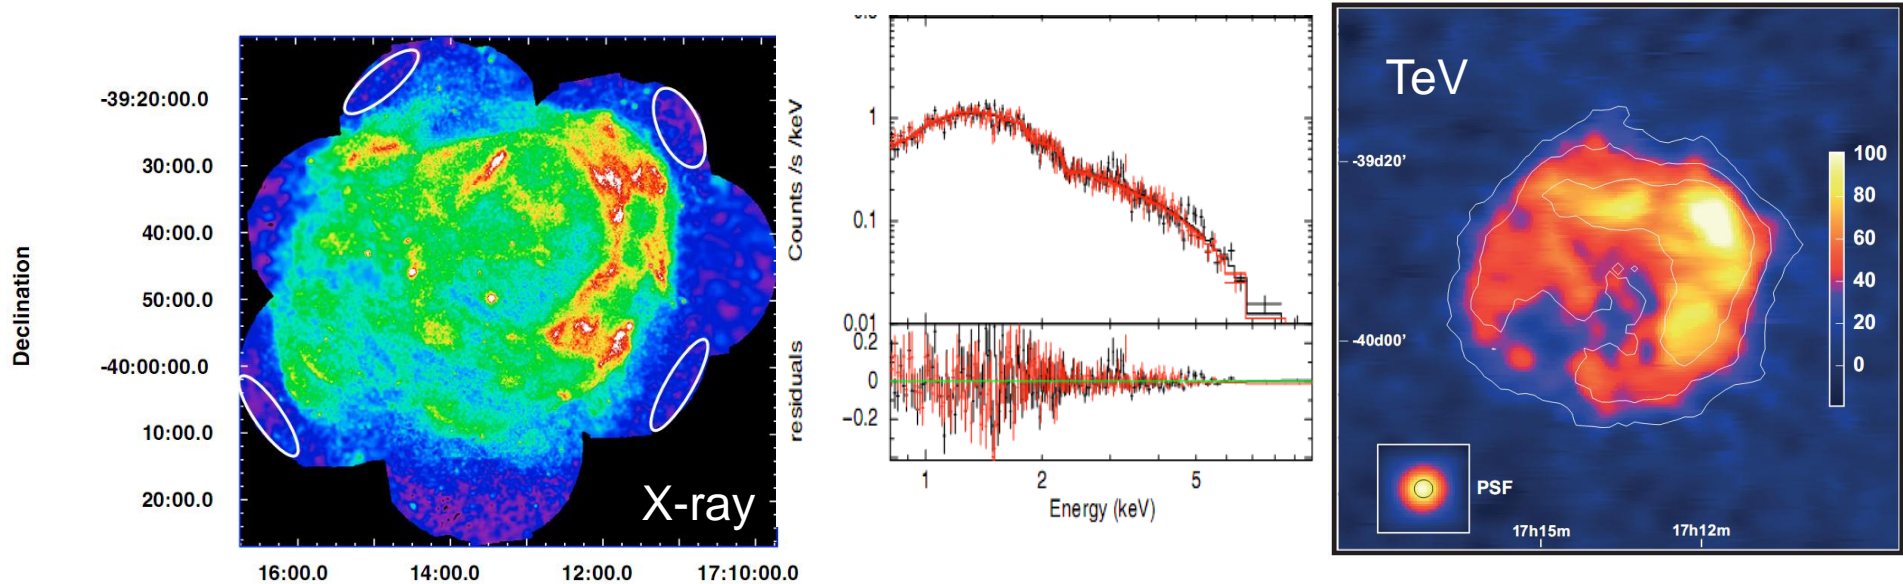 Declination
-39:20:00.0
30:00.0
40:00.0
50:00.0
-40:00:00.0
10:00.0
20:00.0
X-ray
16:00.0 14:00.0 12:00.0 17:10:00.0
Counts /s /keV
1
0.1
0.01
residuals
0.2
0
−0.2
1 2 5
Energy (keV)
TeV
-39d20'
-40d00'
100
80
60
40
20
0
PSF
17h15m 17h12m